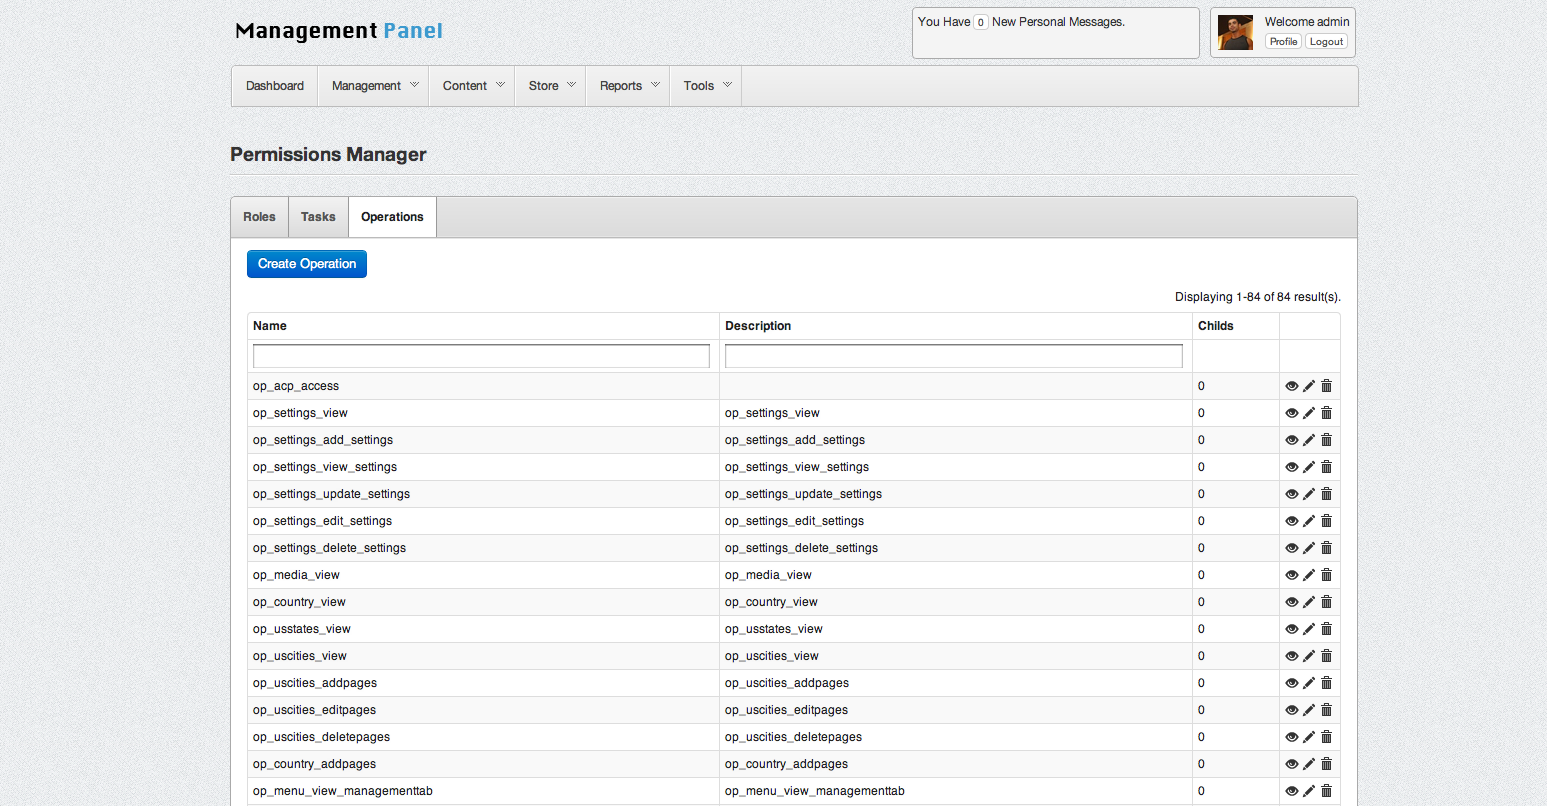 Management Panel
You Have 0 New Personal Messages.
Welcome admin
Profile Logout
Dashboard Management Content Store Reports Tools
Permissions Manager
Roles Tasks Operations
Create Operation
Displaying 1-84 of 84 result(s).
Name Description Childs
op_acp_access 0
op_settings_view op_settings_view 0
op_settings_add_settings op_settings_add_settings 0
op_settings_view_settings op_settings_view_settings 0
op_settings_update_settings op_settings_update_settings 0
op_settings_edit_settings op_settings_edit_settings 0
op_settings_delete_settings op_settings_delete_settings 0
op_media_view op_media_view 0
op_country_view op_country_view 0
op_usstates_view op_usstates_view 0
op_uscities_view op_uscities_view 0
op_uscities_addpages op_uscities_addpages 0
op_uscities_editpages op_uscities_editpages 0
op_uscities_deletepages op_uscities_deletepages 0
op_country_addpages op_country_addpages 0
op_menu_view_managementtab op_menu_view_managementtab 0